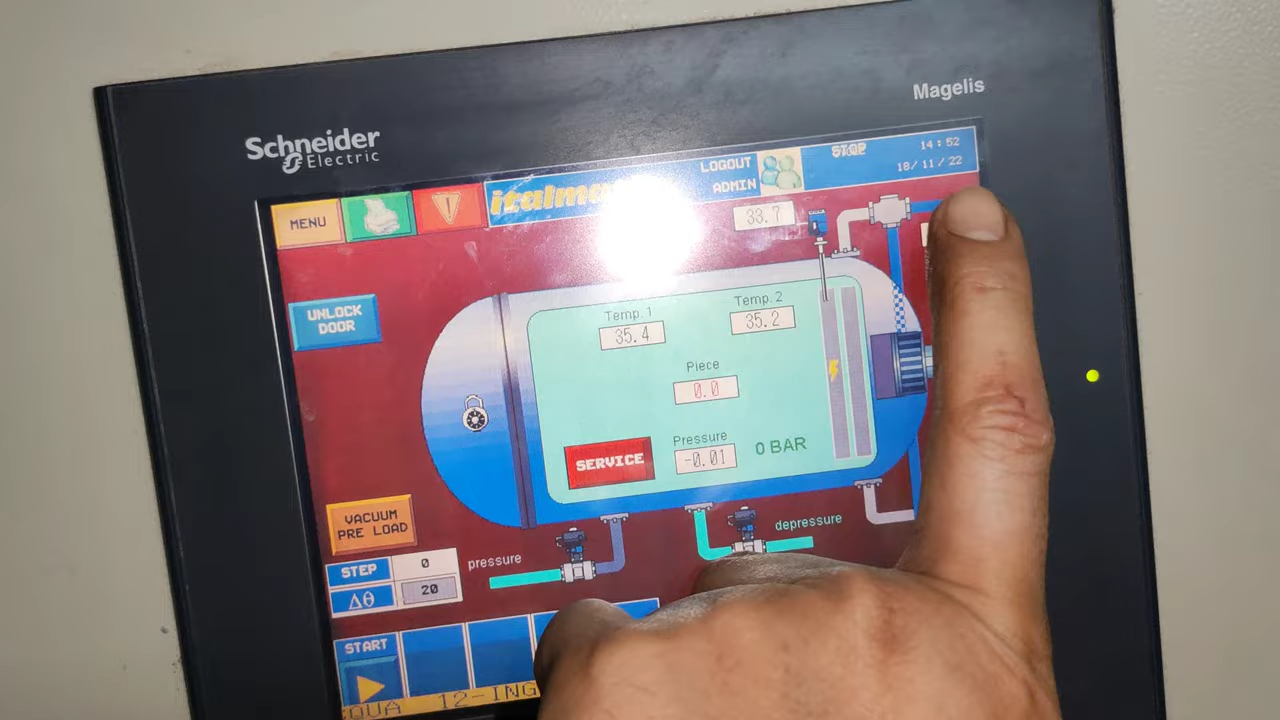 Schneider
Electric
Magelis
MENU
LOGOUT
ADMIN
STOP
14:52
18/11/22
33.7
UNLOCK
DOOR
Temp.1
35.4
Temp.2
35.2
Piece
0.0
Pressure
-0.01
0 BAR
SERVICE
VACUUM
PRE LOAD
STEP
0
Δθ
20
pressure
depressure
START
12-ING